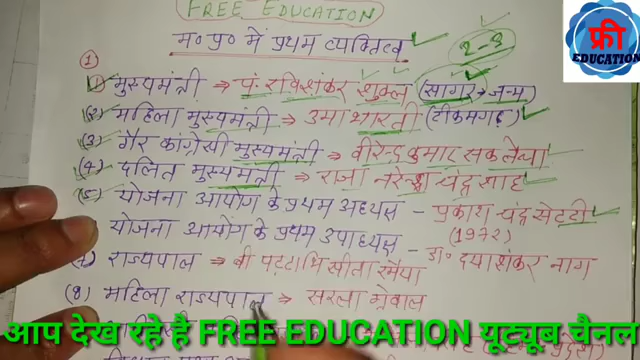 FREE EDUCATION
म० प्र० में प्रथम व्यक्तित्व
2-3
फ्री
EDUCATION
①
(1) मुख्यमंत्री → पं. रविशंकर शुक्ल (सागर → जन्म)
(2) महिला मुख्यमंत्री → उमा भारती (टीकमगढ़)
(3) गैर कांग्रेसी मुख्यमंत्री → वीरेन्द्र कुमार सकलेचा
(4) दलित मुख्यमंत्री → राजा नरेन्द्र चंद्र शाह
(5) योजना आयोग के प्रथम अध्यक्ष - प्रकाश चंद्र सेट्टी
(1972)
योजना आयोग के प्रथम उपाध्यक्ष - डॉ० दयाशंकर नाग
राज्यपाल → बी पट्टाभि सीता रमैया
(8) महिला राज्यपाल → सरला ग्रेवाल
आप देख रहे है FREE EDUCATION यूट्यूब चैनल